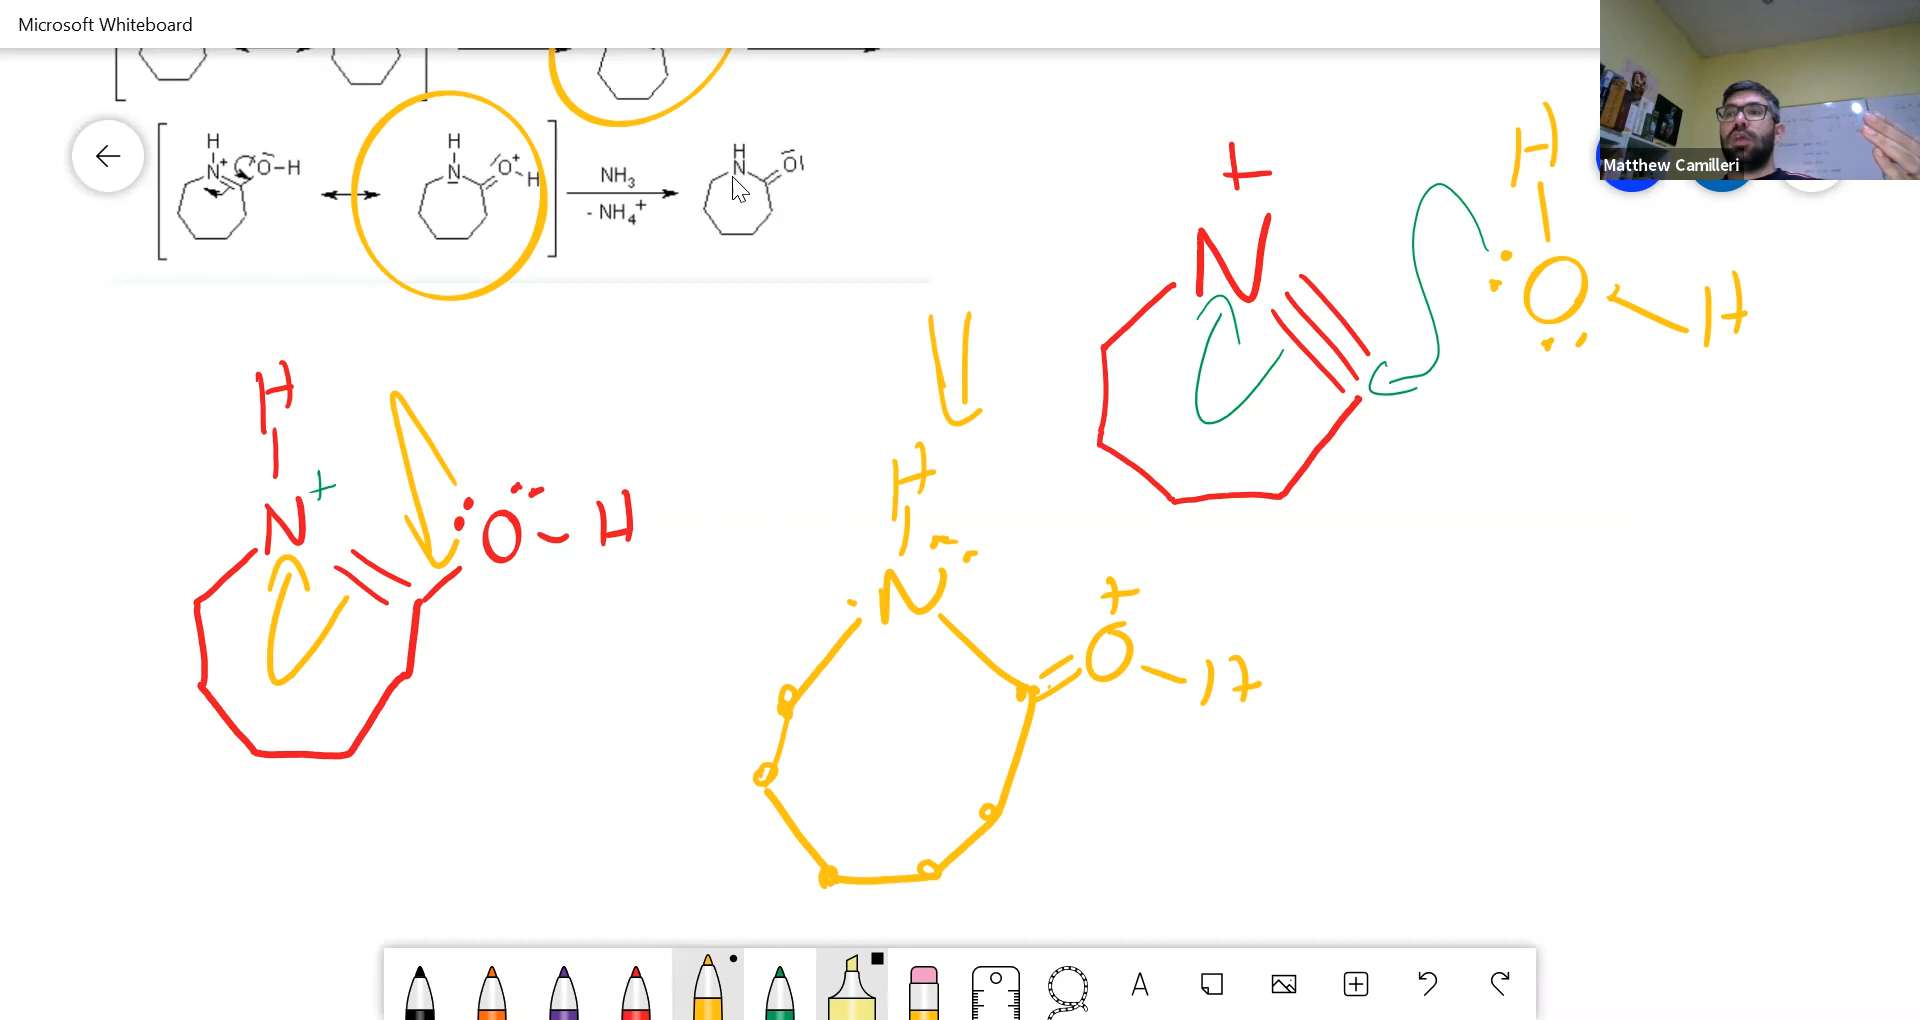 Microsoft Whiteboard
Matthew Camilleri
H
N+
O-H
H
N
O+
H
NH3
- NH4+
H
N
O
+
N
H
O
H
H
N
+
O
H
H
N
+
O
H
A